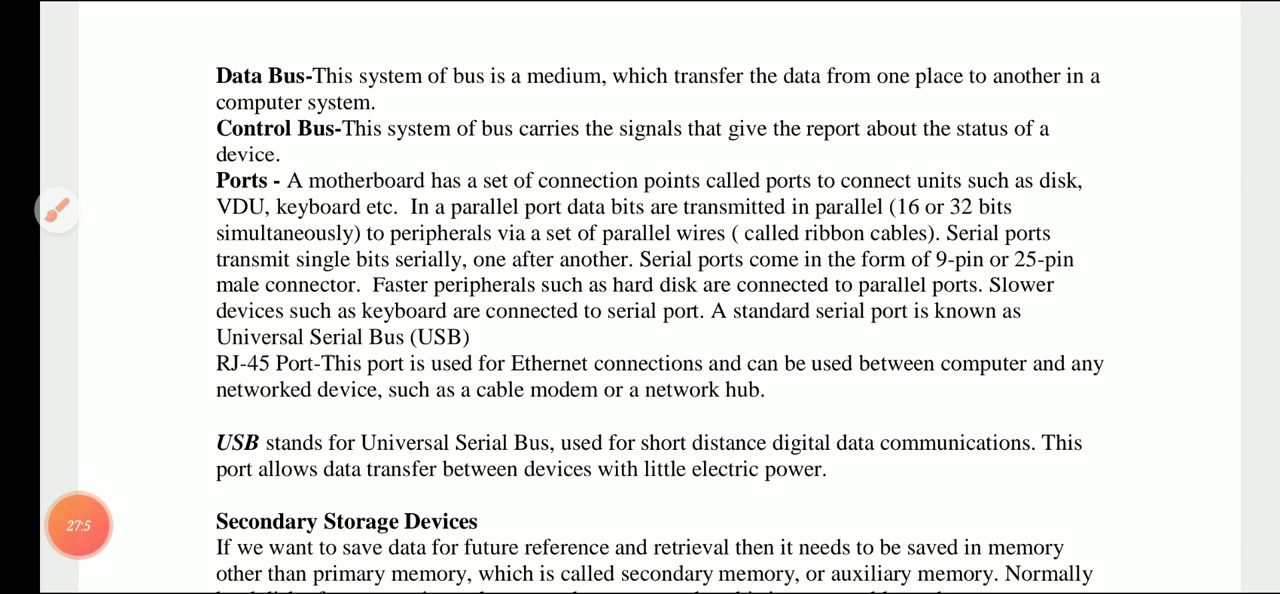 Data Bus-This system of bus is a medium, which transfer the data from one place to another in a
computer system.
Control Bus-This system of bus carries the signals that give the report about the status of a
device.
Ports - A motherboard has a set of connection points called ports to connect units such as disk,
VDU, keyboard etc.  In a parallel port data bits are transmitted in parallel (16 or 32 bits
simultaneously) to peripherals via a set of parallel wires ( called ribbon cables). Serial ports
transmit single bits serially, one after another. Serial ports come in the form of 9-pin or 25-pin
male connector.  Faster peripherals such as hard disk are connected to parallel ports. Slower
devices such as keyboard are connected to serial port. A standard serial port is known as
Universal Serial Bus (USB)
RJ-45 Port-This port is used for Ethernet connections and can be used between computer and any
networked device, such as a cable modem or a network hub.
USB stands for Universal Serial Bus, used for short distance digital data communications. This
port allows data transfer between devices with little electric power.
27:5
Secondary Storage Devices
If we want to save data for future reference and retrieval then it needs to be saved in memory
other than primary memory, which is called secondary memory, or auxiliary memory. Normally